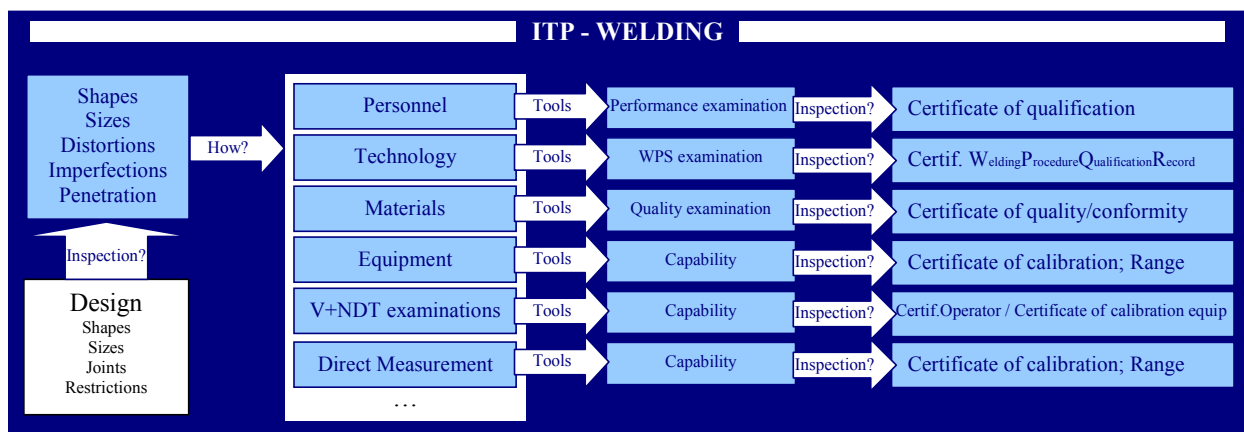 ITP - WELDING
Shapes
Sizes
Distortions
Imperfections
Penetration
How?
Inspection?
Design
Shapes
Sizes
Joints
Restrictions
Personnel
Tools
Performance examination
Inspection?
Certificate of qualification
Technology
Tools
WPS examination
Inspection?
Certif. WeldingProcedureQualificationRecord
Materials
Tools
Quality examination
Inspection?
Certificate of quality/conformity
Equipment
Tools
Capability
Inspection?
Certificate of calibration; Range
V+NDT examinations
Tools
Capability
Inspection?
Certif.Operator / Certificate of calibration equip
Direct Measurement
Tools
Capability
Inspection?
Certificate of calibration; Range
…